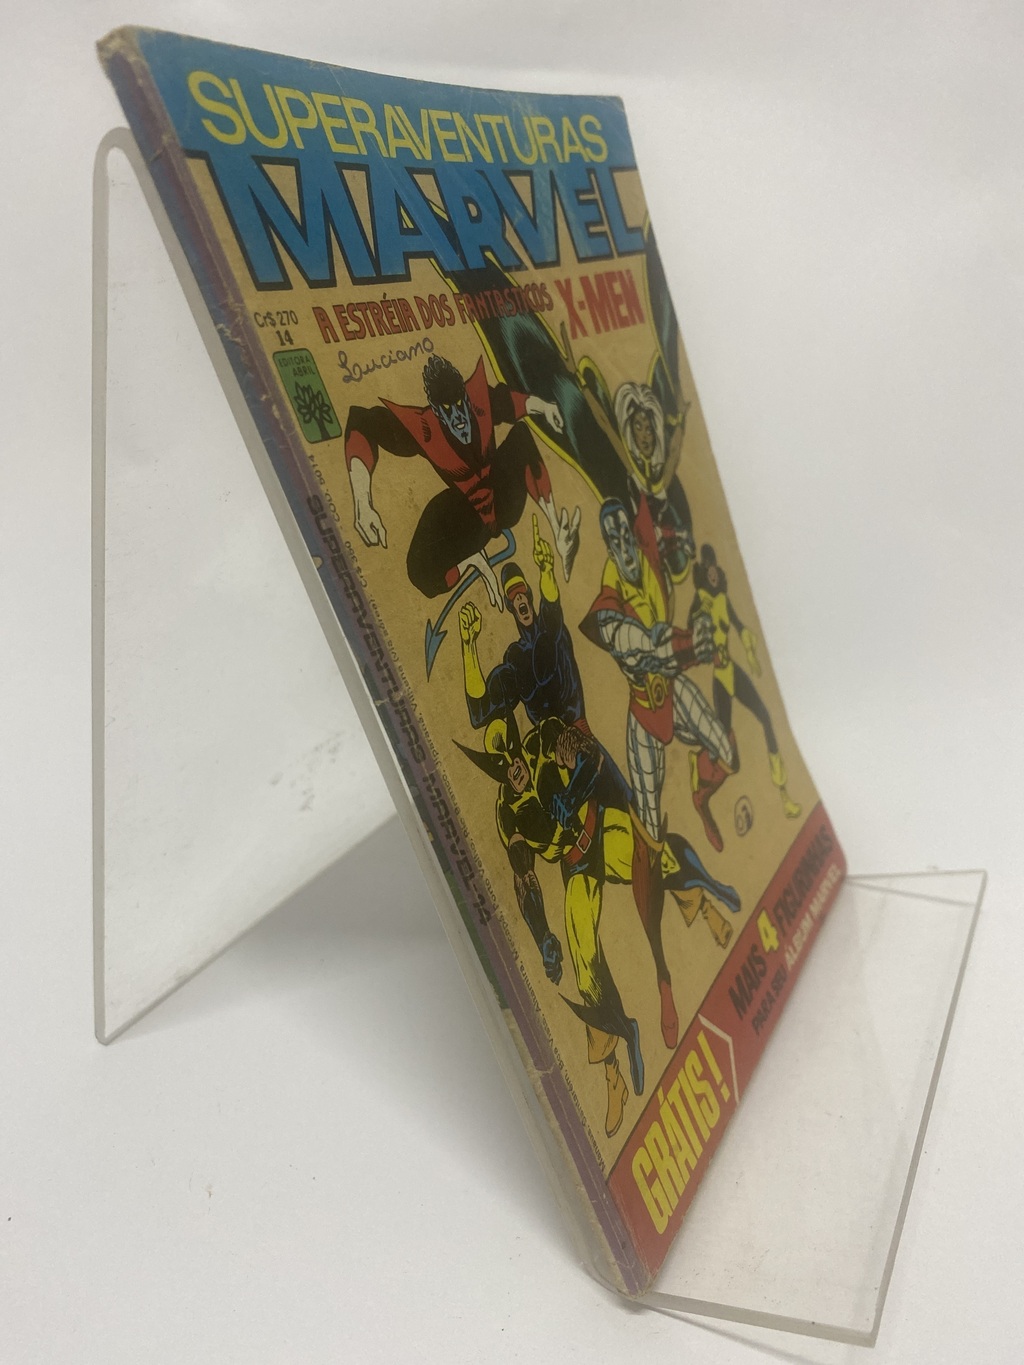 SUPERAVENTURAS
MARVEL
A ESTRÉIA DOS FANTÁSTICOS X-MEN
Cr$ 270
14
Luciano
EDITORA
ABRIL
SUPERAVENTURAS MARVEL 14
GRÁTIS!
MAIS 4 FIGURINHAS
PARA SEU ÁLBUM MARVEL